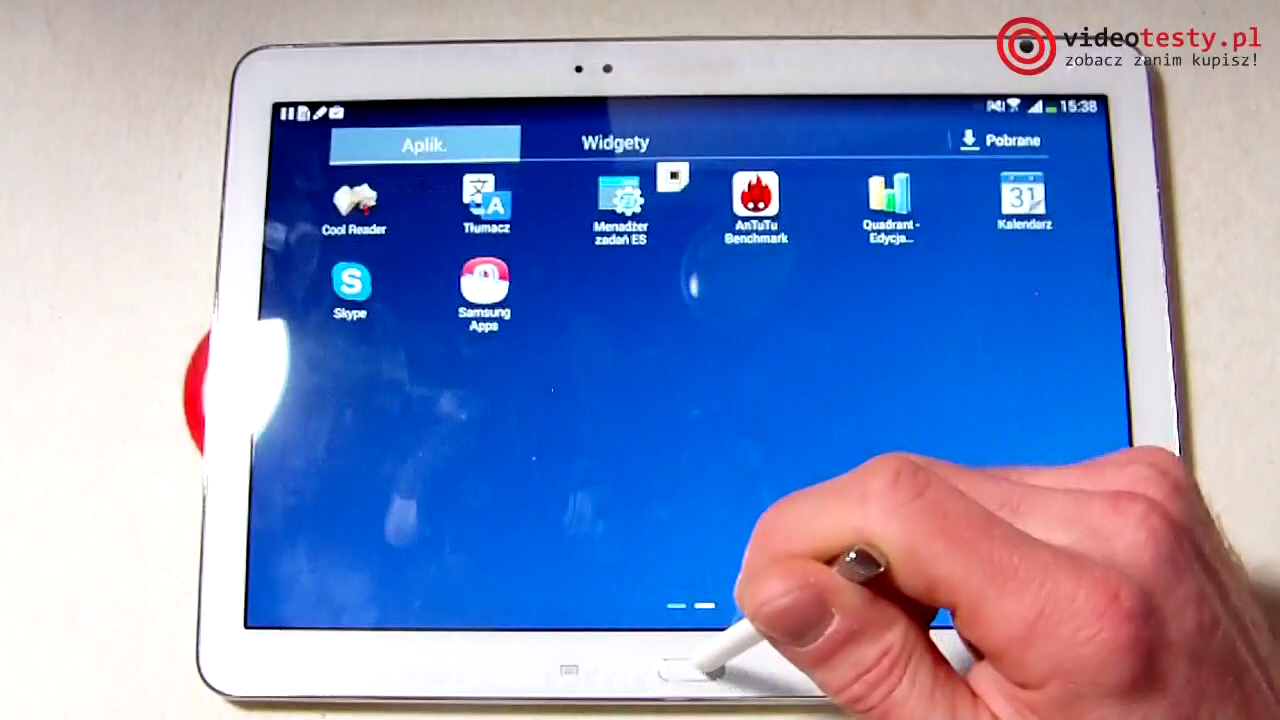 videotesty.pl
zobacz zanim kupisz!
15:38
Aplik.
Widgety
Pobrane
Cool Reader
Tłumacz
Menadżer
zadań ES
AnTuTu
Benchmark
Quadrant -
Edycja...
31
Kalendarz
Skype
Samsung
Apps